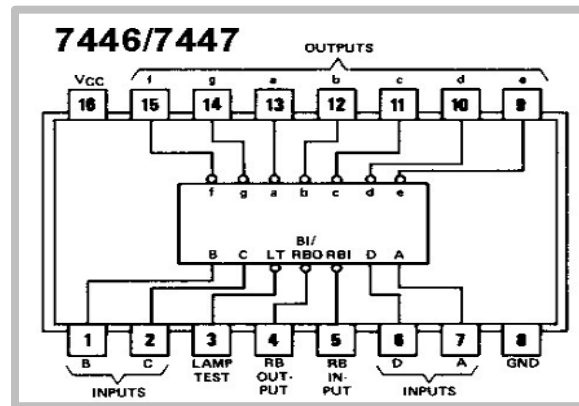 7446/7447
OUTPUTS
VCC f g a b c d e
16 15 14 13 12 11 10 9
f g a b c d e
BI/
B C LT RBO RBI D A
1 2 3 4 5 6 7 8
B C LAMP TEST RB OUT- PUT RB IN- PUT D A GND
INPUTS INPUTS